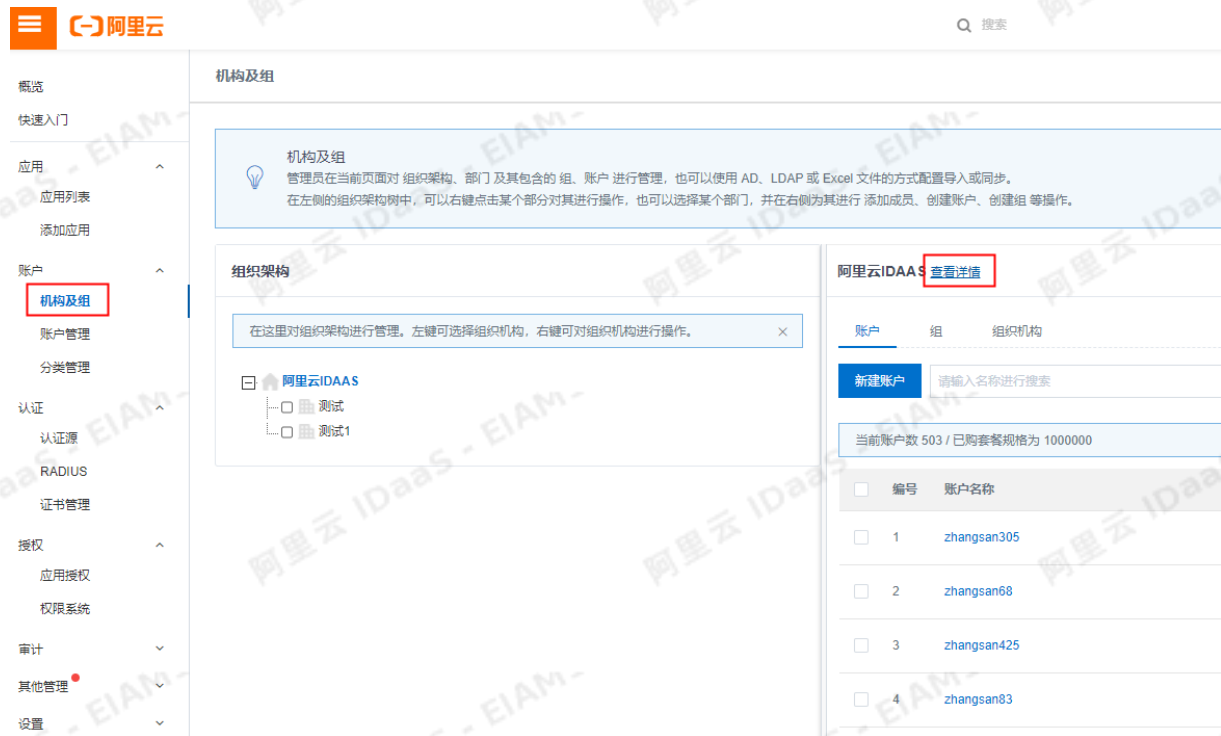 阿里云
搜索
概览
快速入门
应用
应用列表
添加应用
账户
机构及组
账户管理
分类管理
认证
认证源
RADIUS
证书管理
授权
应用授权
权限系统
审计
其他管理
设置
机构及组
机构及组
管理员在当前页面对 组织架构、部门 及其包含的 组、账户 进行管理，也可以使用 AD、LDAP 或 Excel 文件的方式配置导入或同步。
在左侧的组织架构树中，可以右键点击某个部分对其进行操作，也可以选择某个部门，并在右侧为其进行 添加成员、创建账户、创建组 等操作。
组织架构
在这里对组织架构进行管理。左键可选择组织机构，右键可对组织机构进行操作。
阿里云IDAAS
测试
测试1
阿里云IDAAS 查看详情
账户 组 组织机构
新建账户 请输入名称进行搜索
当前账户数 503 / 已购套餐规格为 1000000
编号 账户名称
1 zhangsan305
2 zhangsan68
3 zhangsan425
4 zhangsan83
阿里云 IDaaS - EIAM-